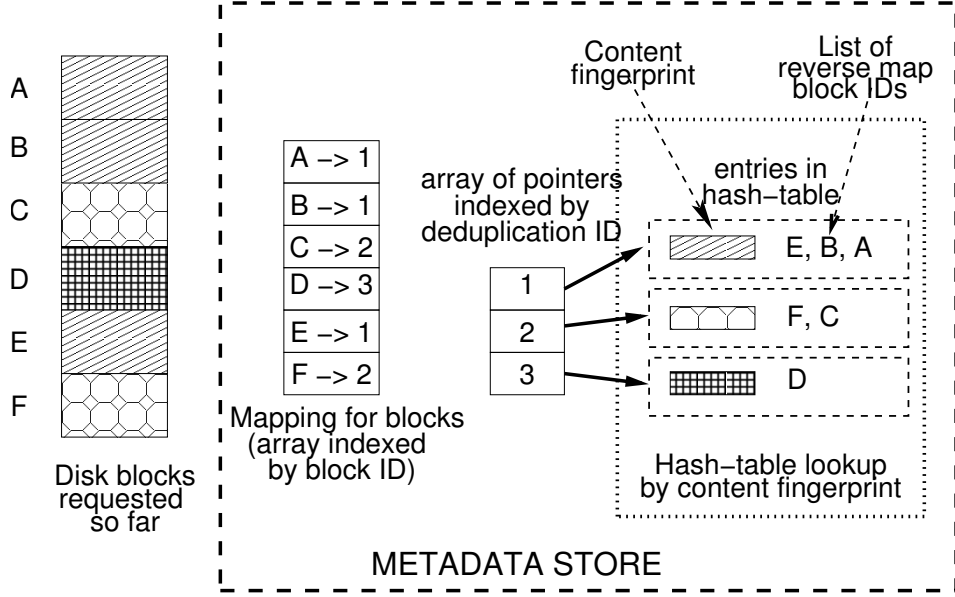 A
B
C
D
E
F
Disk blocks
requested
so far
A −> 1
B −> 1
C −> 2
D −> 3
E −> 1
F −> 2
Mapping for blocks
(array indexed
by block ID)
array of pointers
indexed by
deduplication ID
1
2
3
Content
fingerprint
List of
reverse map
block IDs
entries in
hash−table
E, B, A
F, C
D
Hash−table lookup
by content fingerprint
METADATA STORE